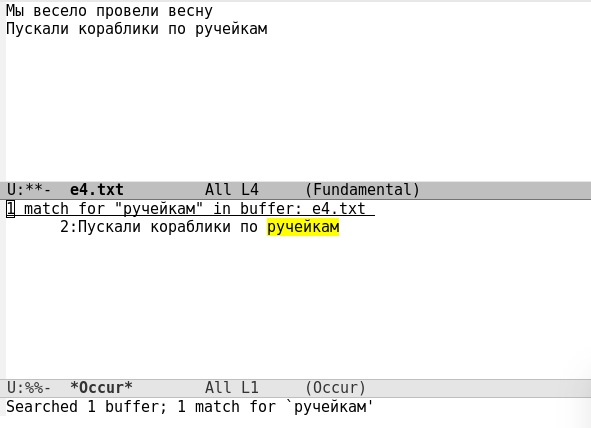 Мы весело провели весну
Пускали кораблики по ручейкам
U:**-  e4.txt         All L4     (Fundamental)
1 match for "ручейкам" in buffer: e4.txt
      2:Пускали кораблики по ручейкам
U:%%-  *Occur*        All L1     (Occur)
Searched 1 buffer; 1 match for `ручейкам'